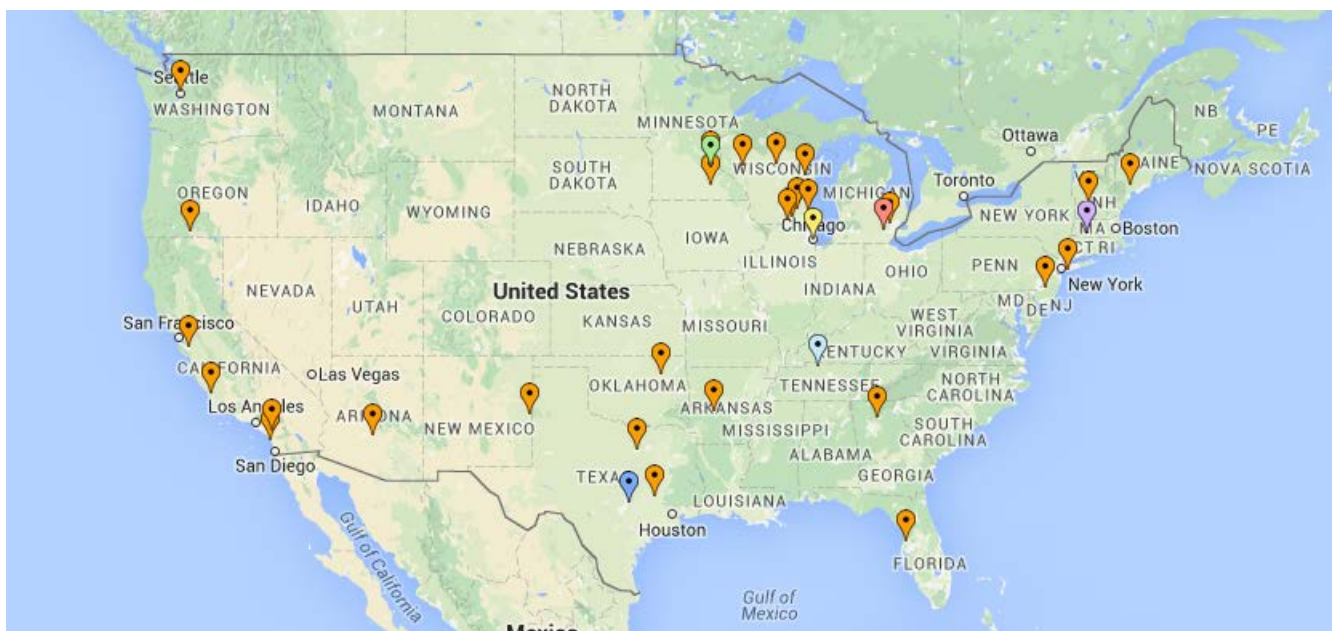 Seattle
WASHINGTON
MONTANA
NORTH
DAKOTA
MINNESOTA
Ottawa
NB
PE
MAINE
NOVA SCOTIA
OREGON
IDAHO
WYOMING
SOUTH
DAKOTA
WISCONSIN
MICHIGAN
Toronto
NEW YORK
NH
MA
Boston
CT RI
NEBRASKA
IOWA
Chicago
ILLINOIS
INDIANA
OHIO
PENN
New York
NEVADA
UTAH
COLORADO
United States
KANSAS
MISSOURI
WEST
VIRGINIA
MD
DE
NJ
San Francisco
CALIFORNIA
Las Vegas
KENTUCKY
VIRGINIA
OKLAHOMA
TENNESSEE
NORTH
CAROLINA
Los Angeles
ARIZONA
NEW MEXICO
ARKANSAS
MISSISSIPPI
SOUTH
CAROLINA
San Diego
ALABAMA
GEORGIA
TEXAS
LOUISIANA
Houston
Gulf of California
FLORIDA
Gulf of
Mexico
Mexico